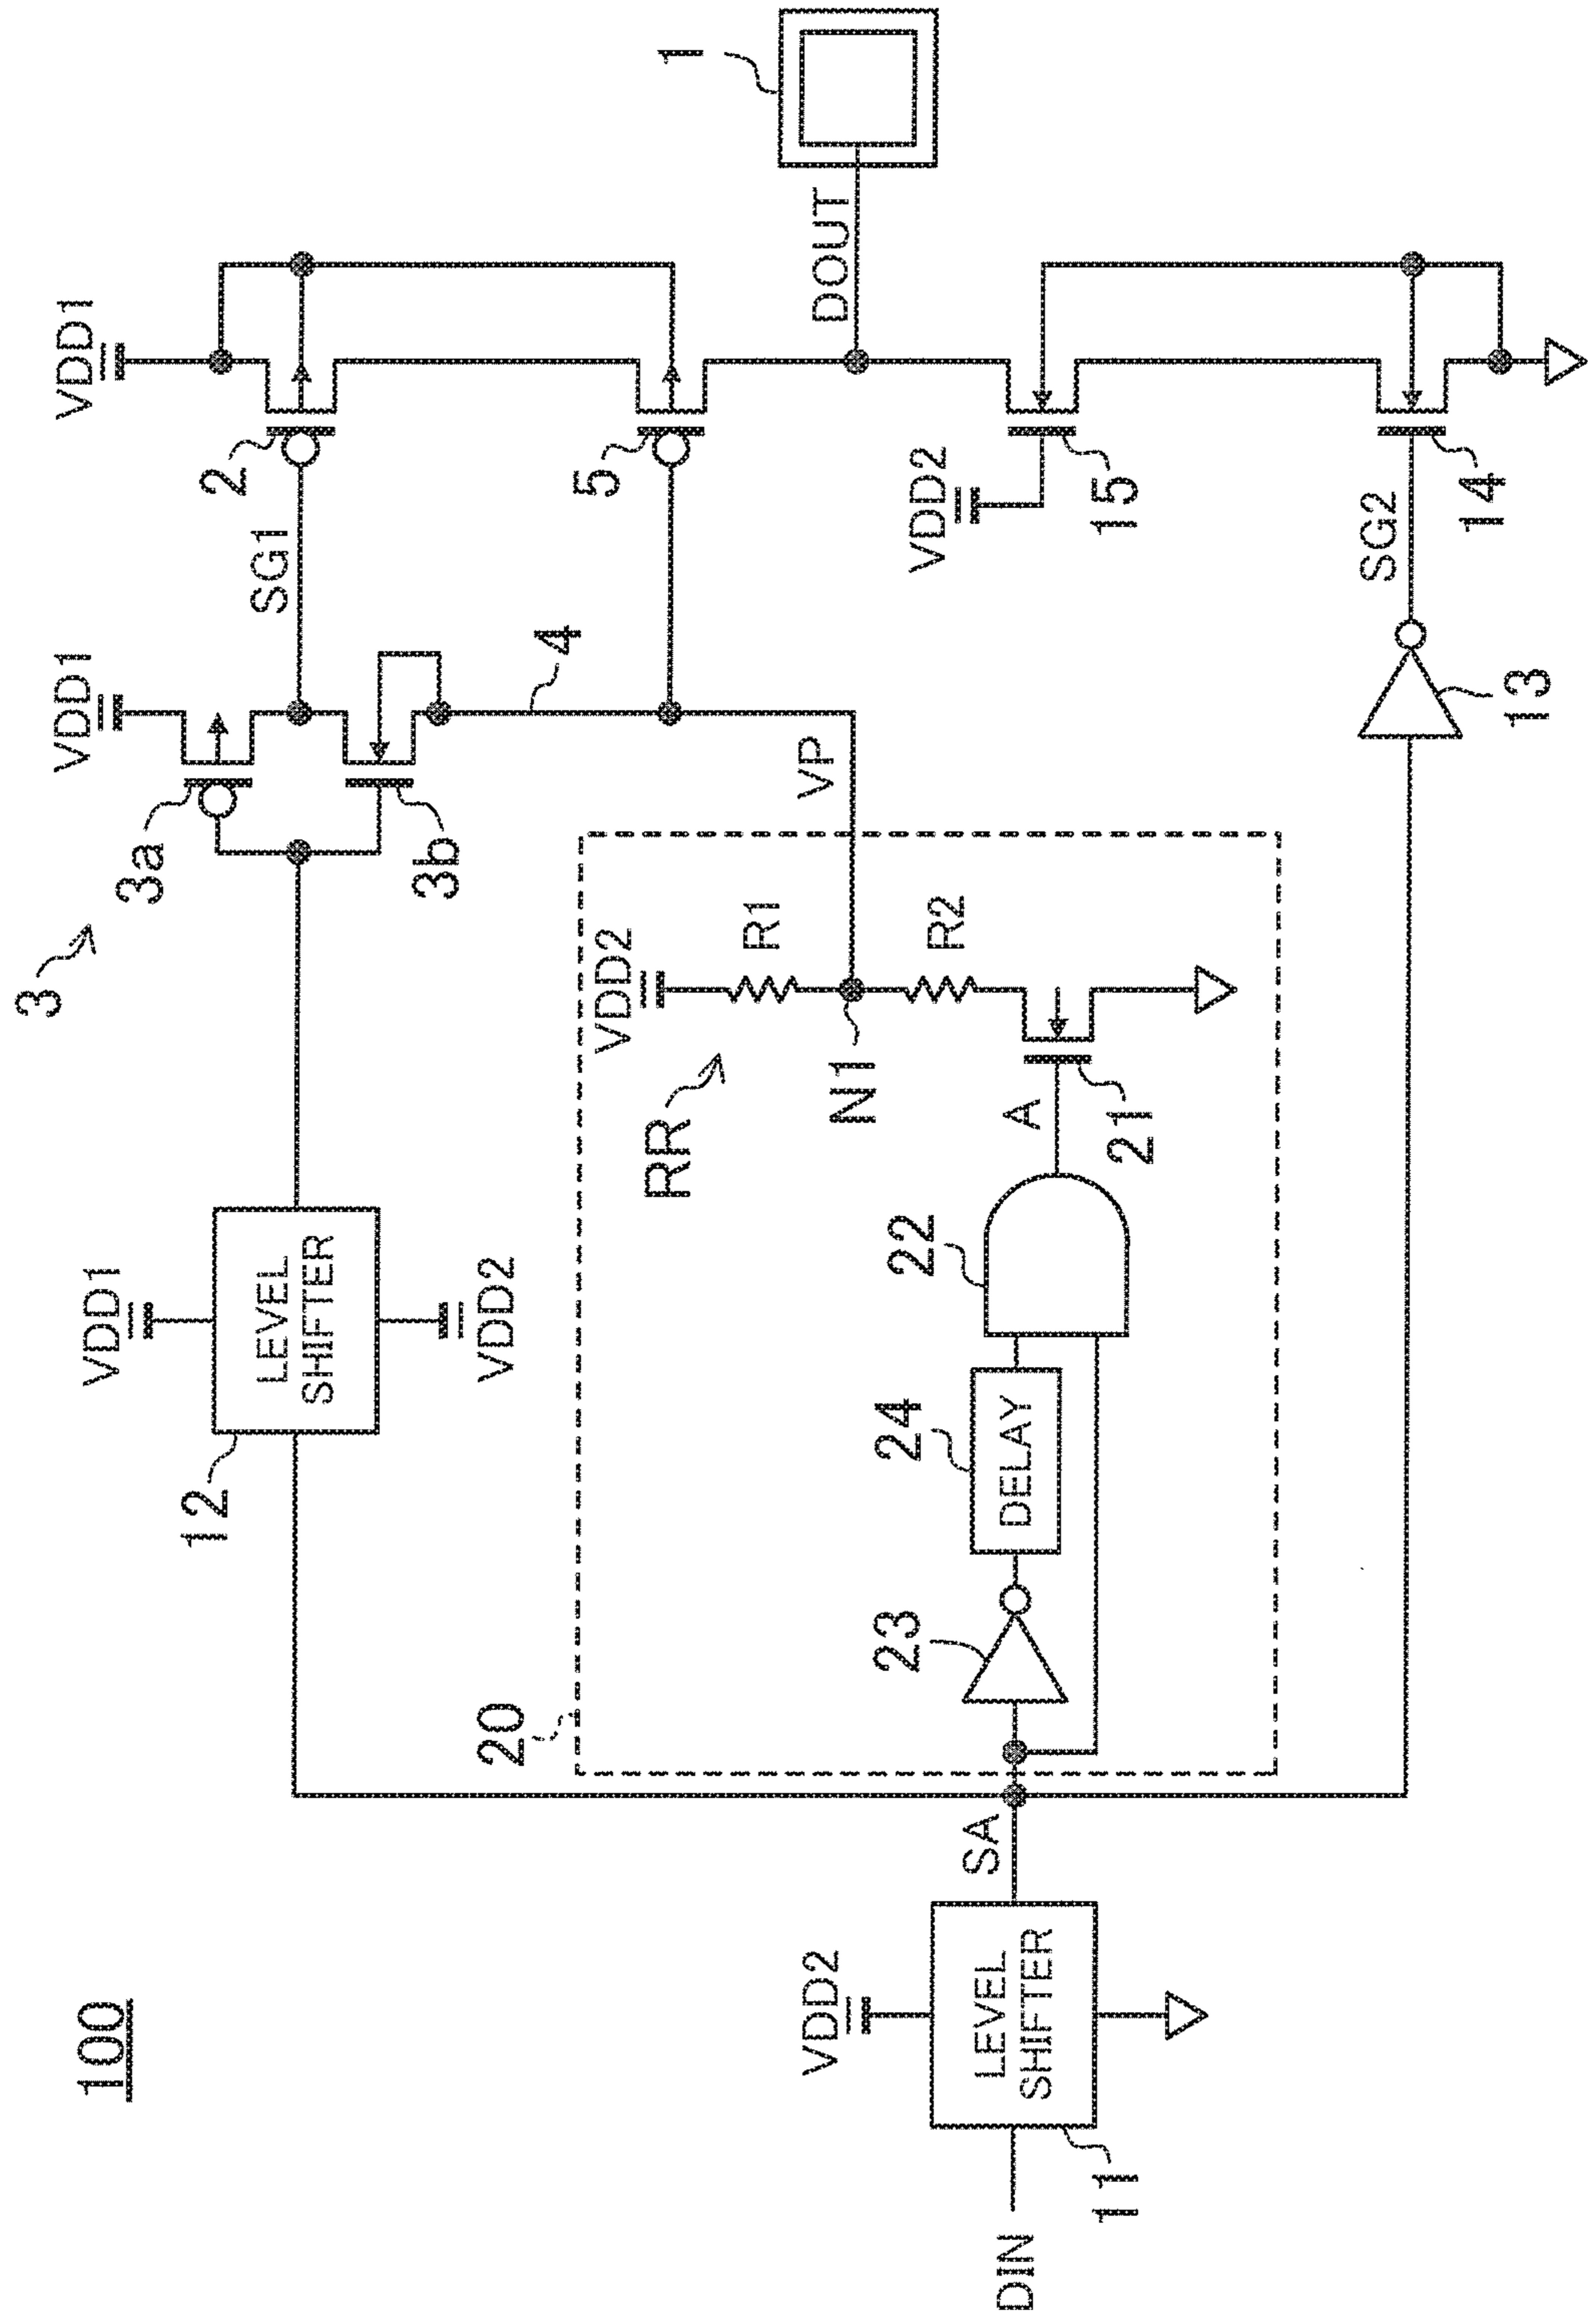 100
DIN
LEVEL
SHIFTER
11
VDD2
SA
12
LEVEL
SHIFTER
VDD1
VDD2
20
23
24
DELAY
22
A
21
RR
VDD2
R1
N1
R2
VP
3
3a
3b
VDD1
4
SG1
VDD1
2
5
VDD2
15
SG2
14
13
DOUT
1